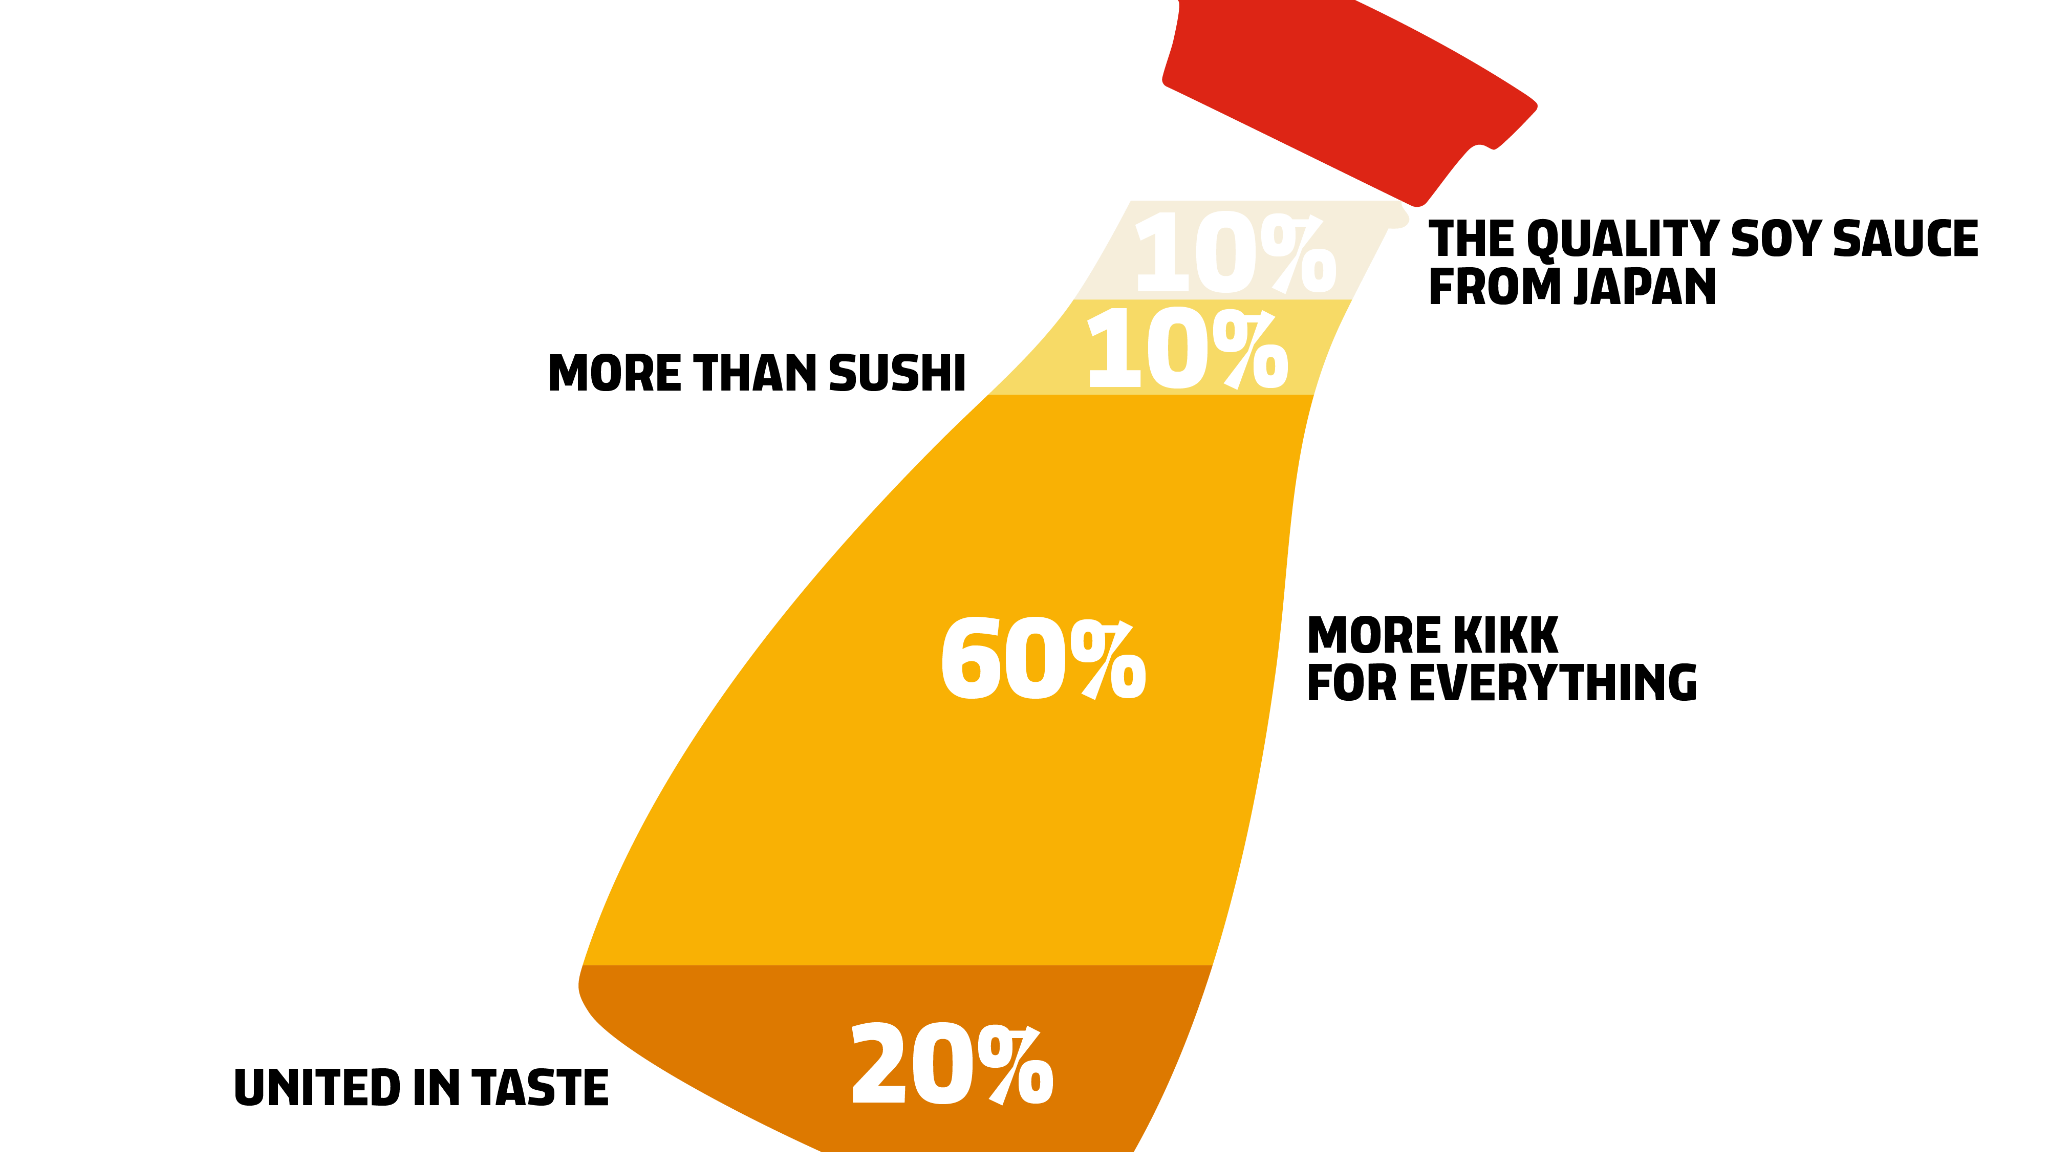 10%
THE QUALITY SOY SAUCE
FROM JAPAN
10%
MORE THAN SUSHI
60%
MORE KIKK
FOR EVERYTHING
20%
UNITED IN TASTE